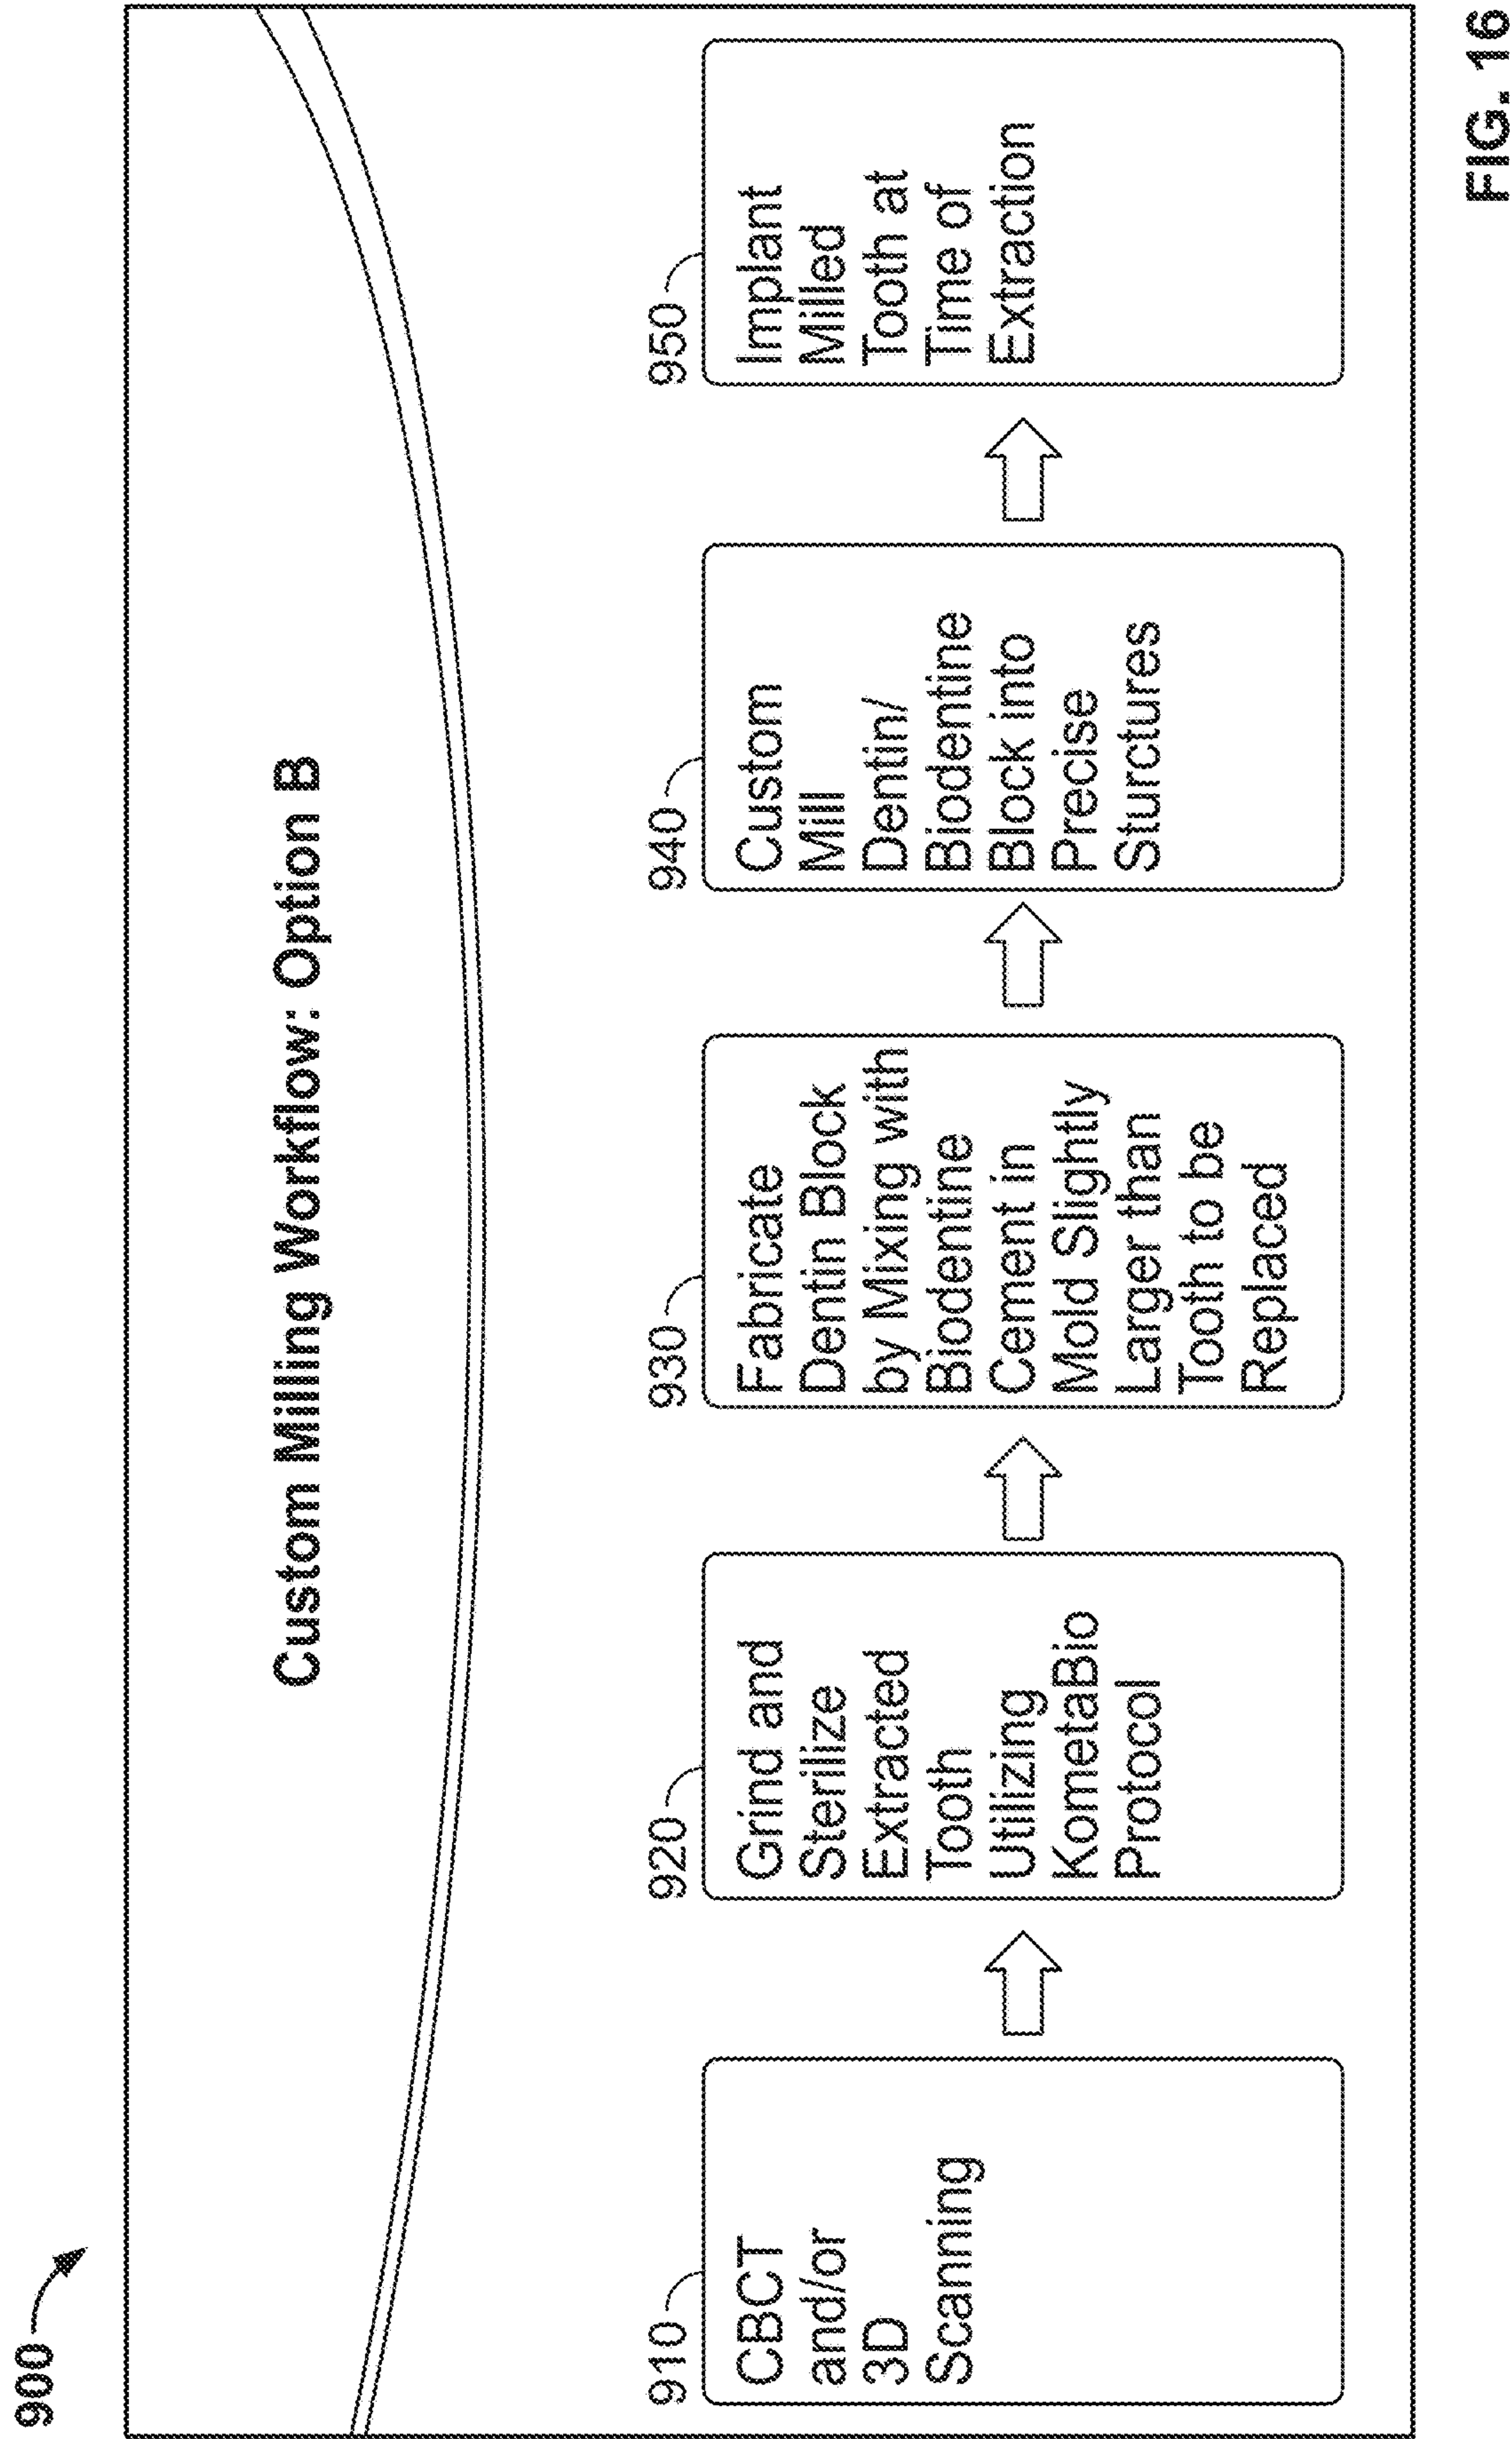 900
Custom Milling Workflow: Option B
910
CBCT
and/or
3D
Scanning
920
Grind and
Sterilize
Extracted
Tooth
Utilizing
KometaBio
Protocol
930
Fabricate
Dentin Block
by Mixing with
Biodentine
Cement in
Mold Slightly
Larger than
Tooth to be
Replaced
940
Custom
Mill
Dentin/
Biodentine
Block into
Precise
Sturctures
950
Implant
Milled
Tooth at
Time of
Extraction
FIG. 16